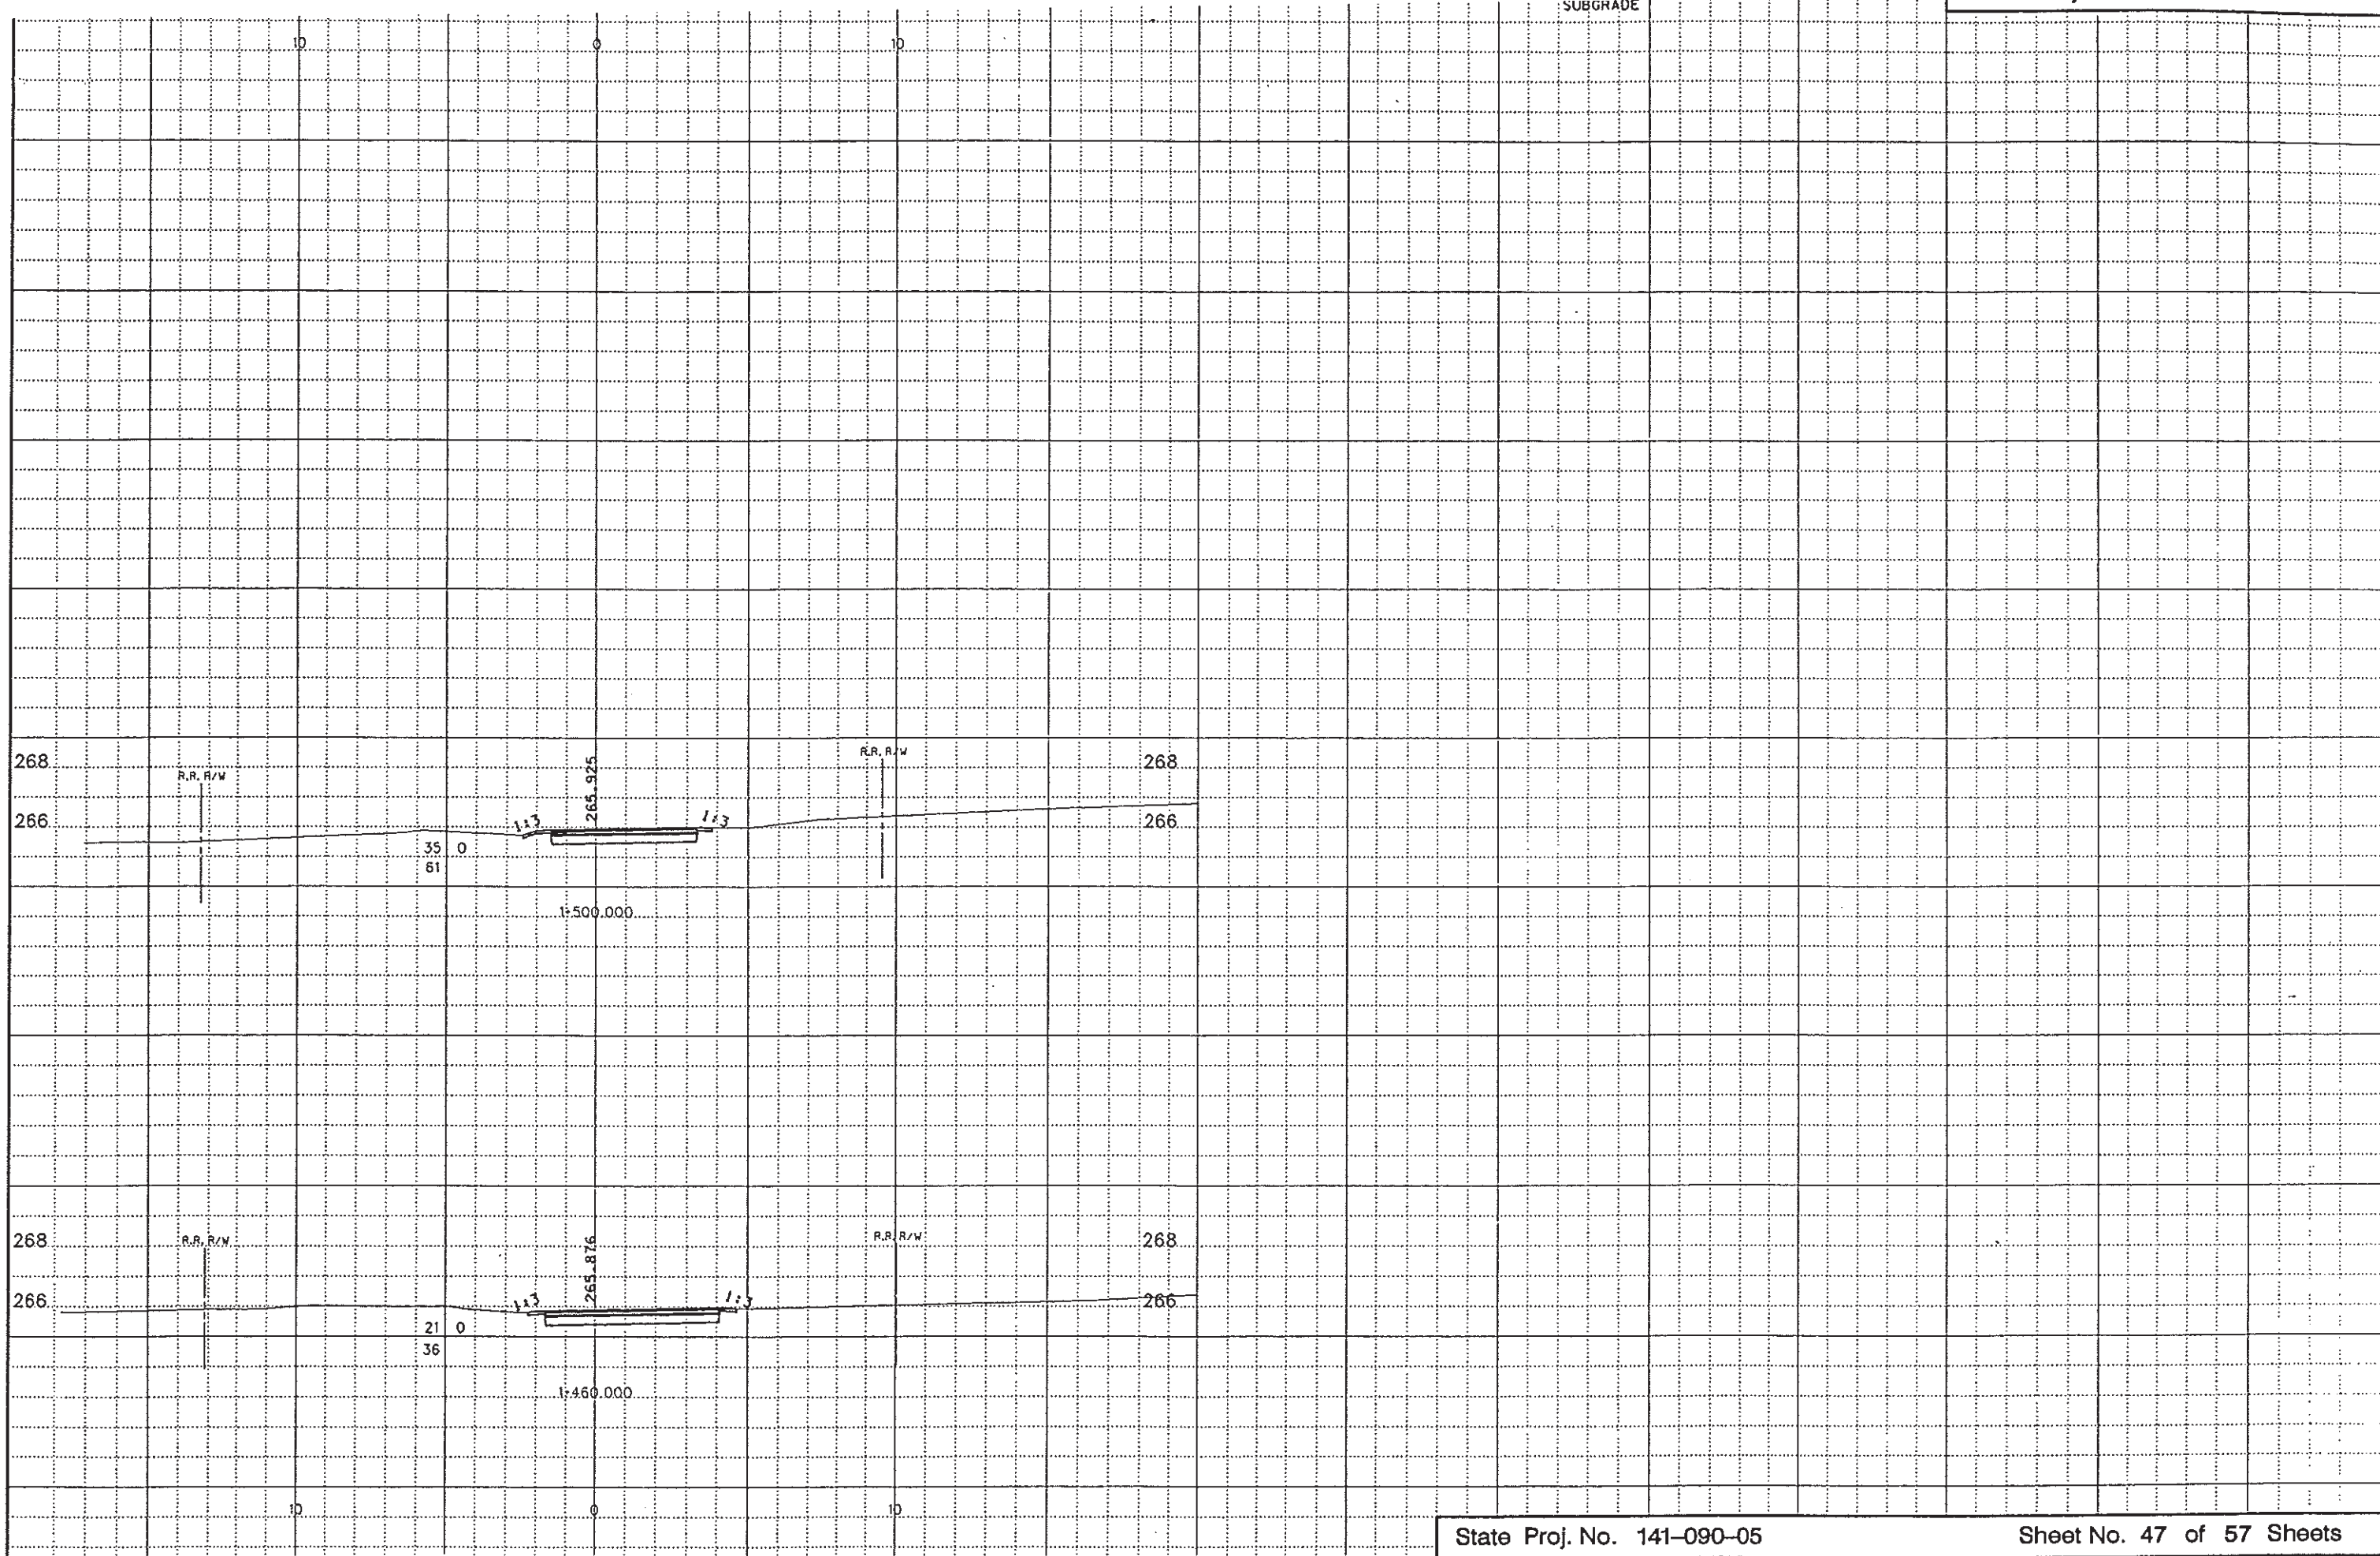 SUBGRADE
10 0 10
268 R.R. R/W 265.925 R.R. R/W 268
266 1:3 1:3 266
35 0
61
1+500.000
268 R.R. R/W 265.876 R.R. R/W 268
266 1:3 1:3 266
21 0
36
1+460.000
10 0 10
State Proj. No. 141-090-05 Sheet No. 47 of 57 Sheets